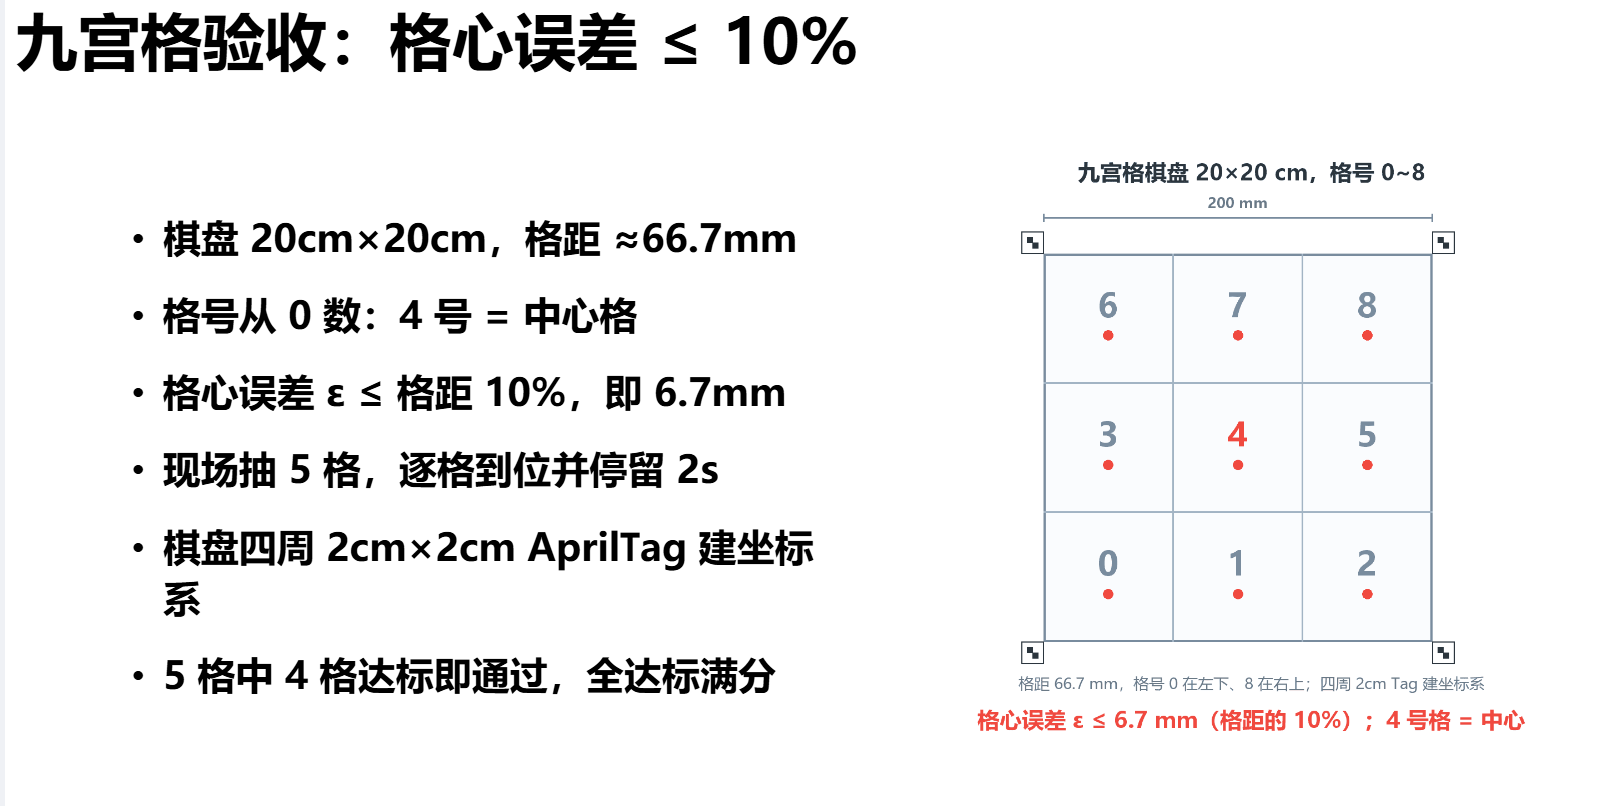 九宫格验收：格心误差 ≤ 10%
• 棋盘 20cm×20cm，格距 ≈66.7mm
• 格号从 0 数：4 号 = 中心格
• 格心误差 ε ≤ 格距 10%，即 6.7mm
• 现场抽 5 格，逐格到位并停留 2s
• 棋盘四周 2cm×2cm AprilTag 建坐标
系
• 5 格中 4 格达标即通过，全达标满分
九宫格棋盘 20×20 cm，格号 0~8
200 mm
6 7 8
3 4 5
0 1 2
格距 66.7 mm，格号 0 在左下、8 在右上；四周 2cm Tag 建坐标系
格心误差 ε ≤ 6.7 mm（格距的 10%）；4 号格 = 中心